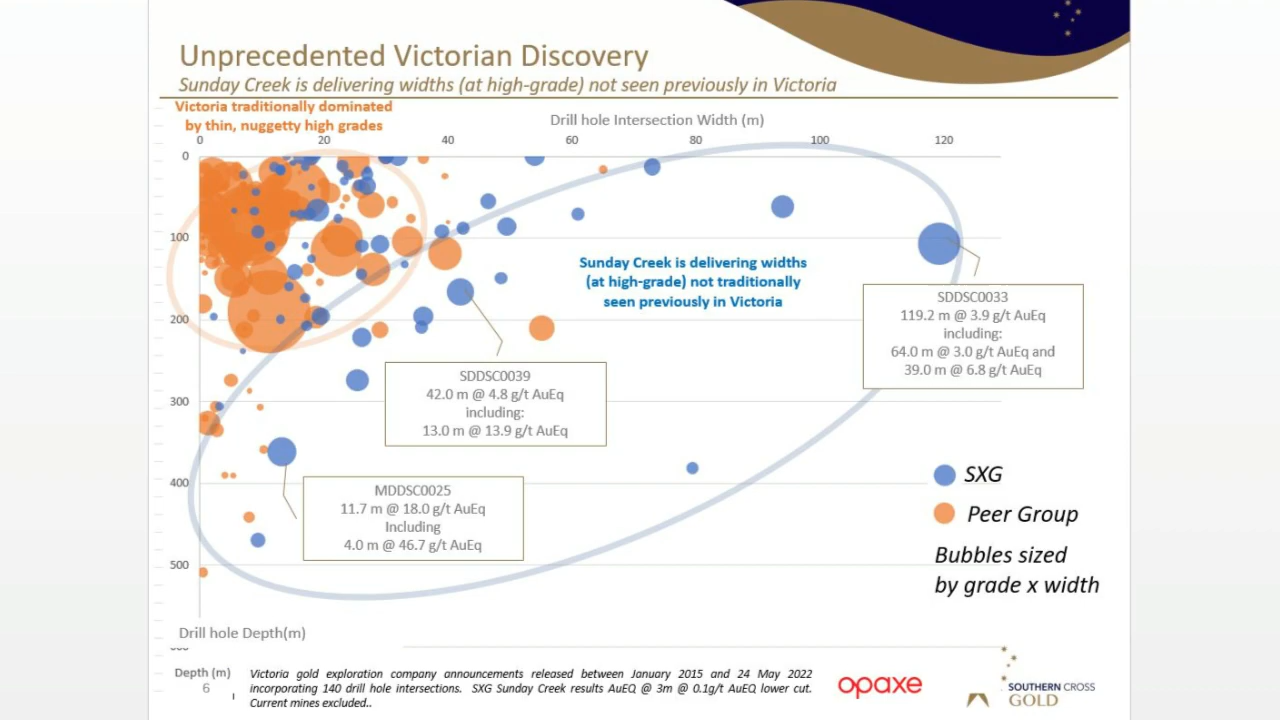 Unprecedented Victorian Discovery
Sunday Creek is delivering widths (at high-grade) not seen previously in Victoria
Victoria traditionally dominated
by thin, nuggetty high grades
Drill hole Intersection Width (m)
0 20 40 60 80 100 120
0
100
200
300
400
500
Sunday Creek is delivering widths
(at high-grade) not traditionally
seen previously in Victoria
SDDSC0033
119.2 m @ 3.9 g/t AuEq
including:
64.0 m @ 3.0 g/t AuEq and
39.0 m @ 6.8 g/t AuEq
SDDSC0039
42.0 m @ 4.8 g/t AuEq
including:
13.0 m @ 13.9 g/t AuEq
MDDSC0025
11.7 m @ 18.0 g/t AuEq
Including
4.0 m @ 46.7 g/t AuEq
SXG
Peer Group
Bubbles sized
by grade x width
Drill hole Depth(m)
Depth (m)
6
Victoria gold exploration company announcements released between January 2015 and 24 May 2022
incorporating 140 drill hole intersections. SXG Sunday Creek results AuEQ @ 3m @ 0.1g/t AuEQ lower cut.
Current mines excluded..
opaxe
SOUTHERN CROSS
GOLD